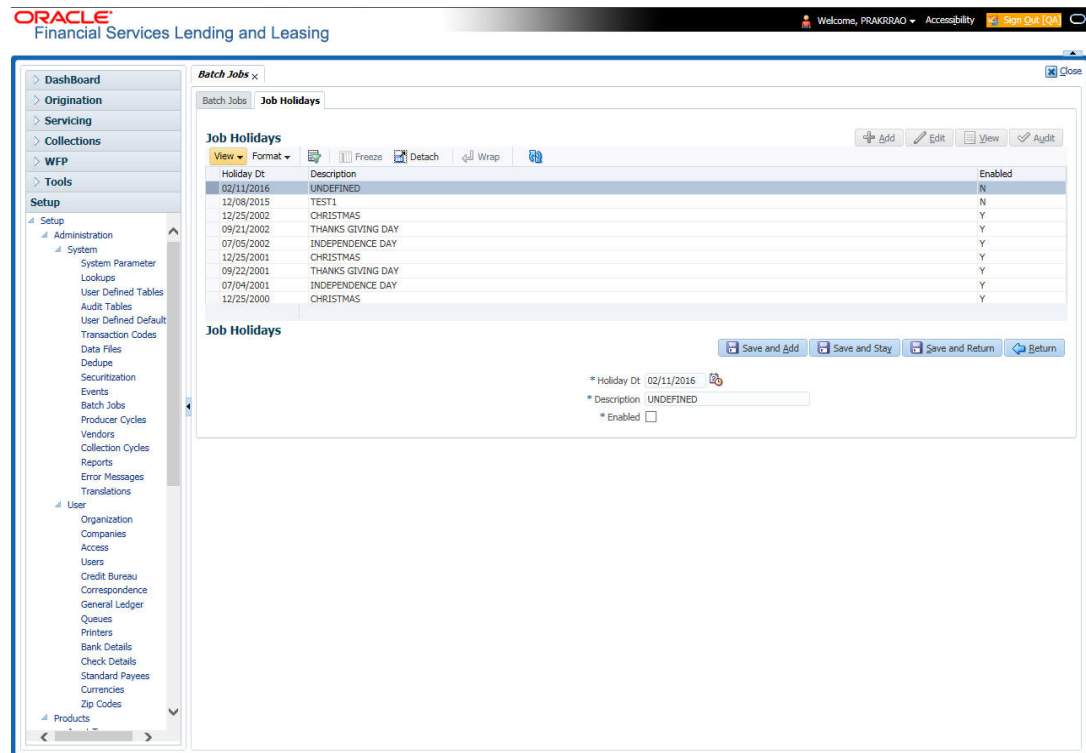 ORACLE
Financial Services Lending and Leasing
Welcome, PRAKRRAO Accessibility Sign Out [QA]
Close
DashBoard
Origination
Servicing
Collections
WFP
Tools
Setup
Setup
Administration
System
System Parameter
Lookups
User Defined Tables
Audit Tables
User Defined Default
Transaction Codes
Data Files
Dedupe
Securitization
Events
Batch Jobs
Producer Cycles
Vendors
Collection Cycles
Reports
Error Messages
Translations
User
Organization
Companies
Access
Users
Credit Bureau
Correspondence
General Ledger
Queues
Printers
Bank Details
Check Details
Standard Payees
Currencies
Zip Codes
Products
Batch Jobs x
Batch Jobs Job Holidays
Job Holidays
Add Edit View Audit
View Format Freeze Detach Wrap
Holiday Dt Description Enabled
02/11/2016 UNDEFINED N
12/08/2015 TEST1 N
12/25/2002 CHRISTMAS Y
09/21/2002 THANKS GIVING DAY Y
07/05/2002 INDEPENDENCE DAY Y
12/25/2001 CHRISTMAS Y
09/22/2001 THANKS GIVING DAY Y
07/04/2001 INDEPENDENCE DAY Y
12/25/2000 CHRISTMAS Y
Job Holidays
Save and Add Save and Stay Save and Return Return
* Holiday Dt 02/11/2016
* Description UNDEFINED
* Enabled